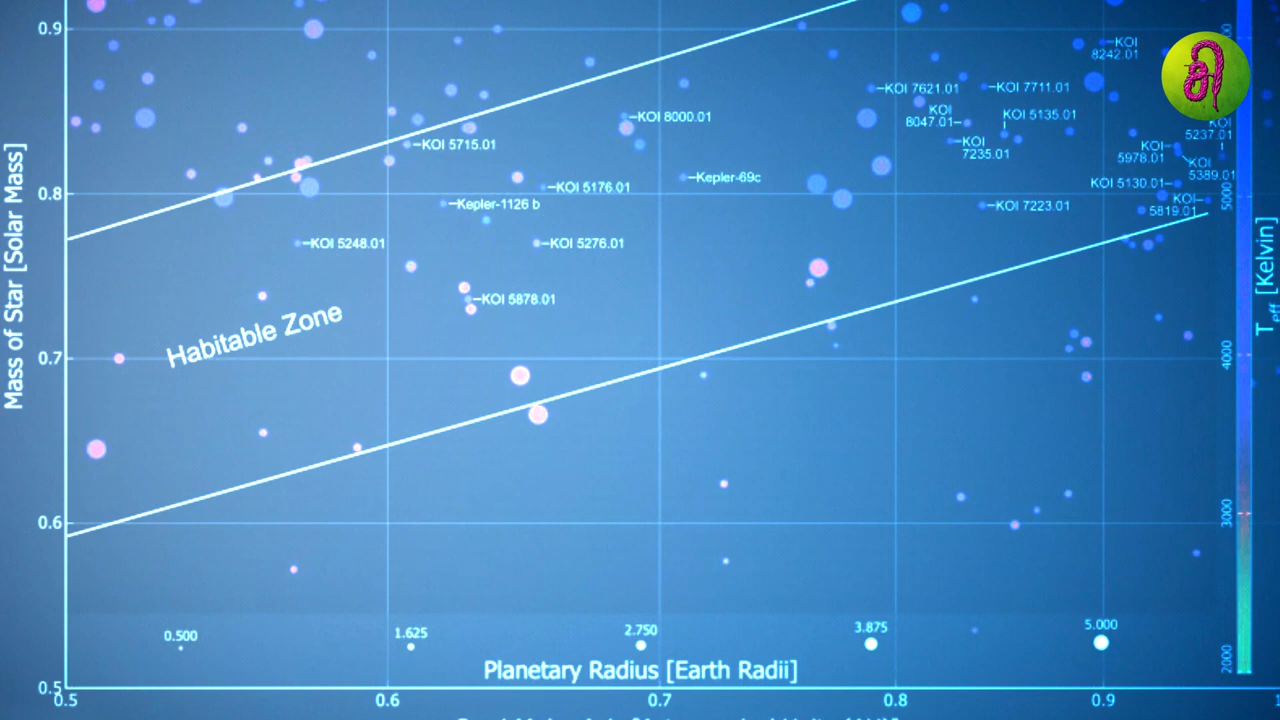 0.9
0.8
0.7
0.6
0.5
Mass of Star [Solar Mass]
KOI
8242.01
KOI 7621.01
KOI 7711.01
KOI
8047.01
KOI 5135.01
KOI 8000.01
KOI
5237.01
KOI 5715.01
KOI
7235.01
KOI
5978.01
KOI
5389.01
Kepler-69c
KOI 5176.01
KOI 5130.01
Kepler-1126 b
KOI 7223.01
KOI
5819.01
KOI 5248.01
KOI 5276.01
KOI 5878.01
Habitable Zone
5000
4000
3000
2000
Teff [Kelvin]
0.500
1.625
2.750
3.875
5.000
Planetary Radius [Earth Radii]
0.5
0.6
0.7
0.8
0.9